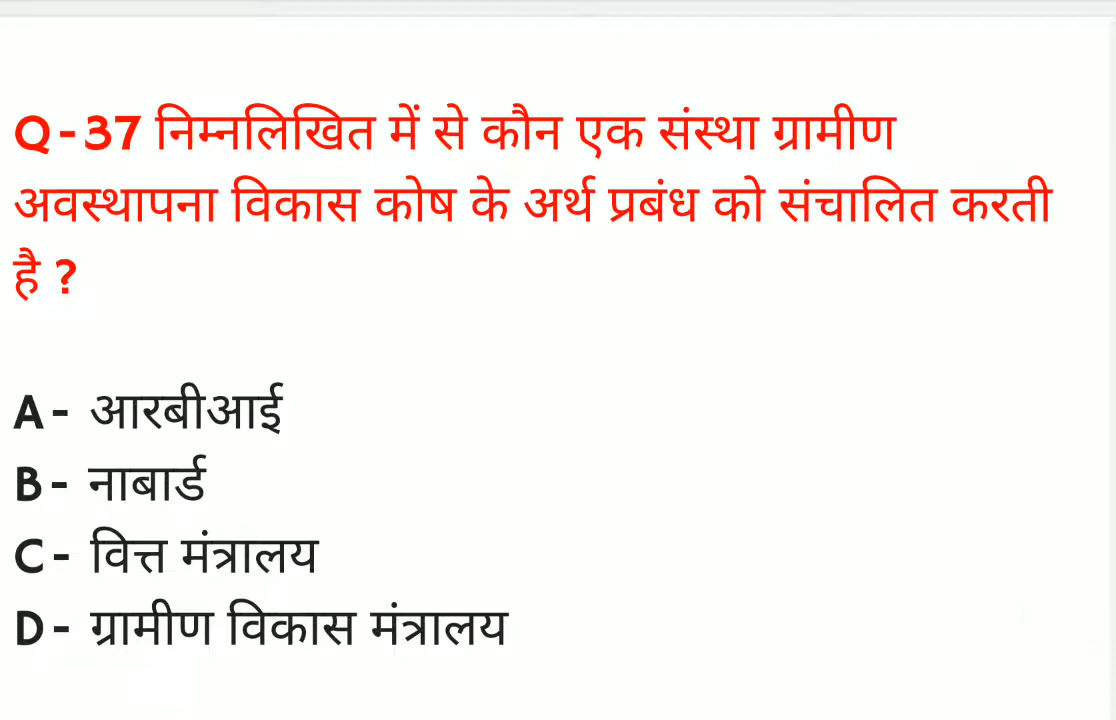 Q-37 निम्नलिखित में से कौन एक संस्था ग्रामीण
अवस्थापना विकास कोष के अर्थ प्रबंध को संचालित करती
है ?
A- आरबीआई
B- नाबार्ड
C- वित्त मंत्रालय
D- ग्रामीण विकास मंत्रालय